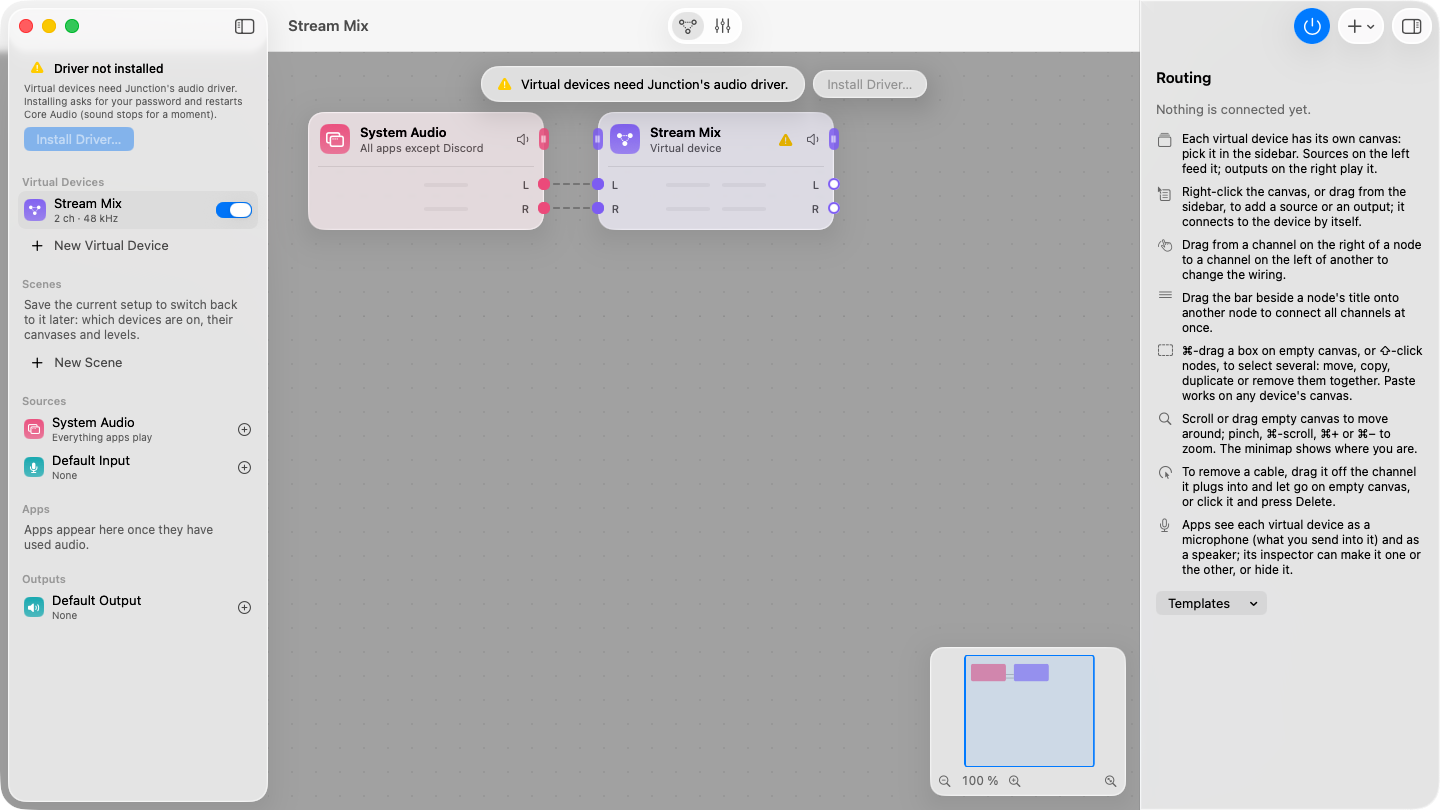 Stream Mix
Driver not installed
Virtual devices need Junction's audio driver.
Installing asks for your password and restarts
Core Audio (sound stops for a moment).
Install Driver...
Virtual Devices
Stream Mix
2 ch · 48 kHz
New Virtual Device
Scenes
Save the current setup to switch back
to it later: which devices are on, their
canvases and levels.
New Scene
Sources
System Audio
Everything apps play
Default Input
None
Apps
Apps appear here once they have
used audio.
Outputs
Default Output
None
Virtual devices need Junction's audio driver.
Install Driver...
System Audio
All apps except Discord
L
R
Stream Mix
Virtual device
L
L
R
R
100 %
Routing
Nothing is connected yet.
Each virtual device has its own canvas:
pick it in the sidebar. Sources on the left
feed it; outputs on the right play it.
Right-click the canvas, or drag from the
sidebar, to add a source or an output; it
connects to the device by itself.
Drag from a channel on the right of a node
to a channel on the left of another to
change the wiring.
Drag the bar beside a node's title onto
another node to connect all channels at
once.
⌘-drag a box on empty canvas, or ⇧-click
nodes, to select several: move, copy,
duplicate or remove them together. Paste
works on any device's canvas.
Scroll or drag empty canvas to move
around; pinch, ⌘-scroll, ⌘+ or ⌘− to
zoom. The minimap shows where you are.
To remove a cable, drag it off the channel
it plugs into and let go on empty canvas,
or click it and press Delete.
Apps see each virtual device as a
microphone (what you send into it) and as
a speaker; its inspector can make it one or
the other, or hide it.
Templates